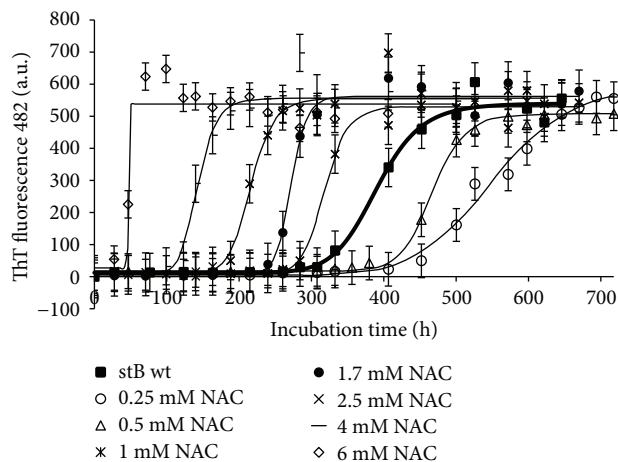 ThT fluorescence 482 (a.u.)
800
700
600
500
400
300
200
100
0
−100
0 100 200 300 400 500 600 700
Incubation time (h)
stB wt
0.25 mM NAC
0.5 mM NAC
1 mM NAC
1.7 mM NAC
2.5 mM NAC
4 mM NAC
6 mM NAC